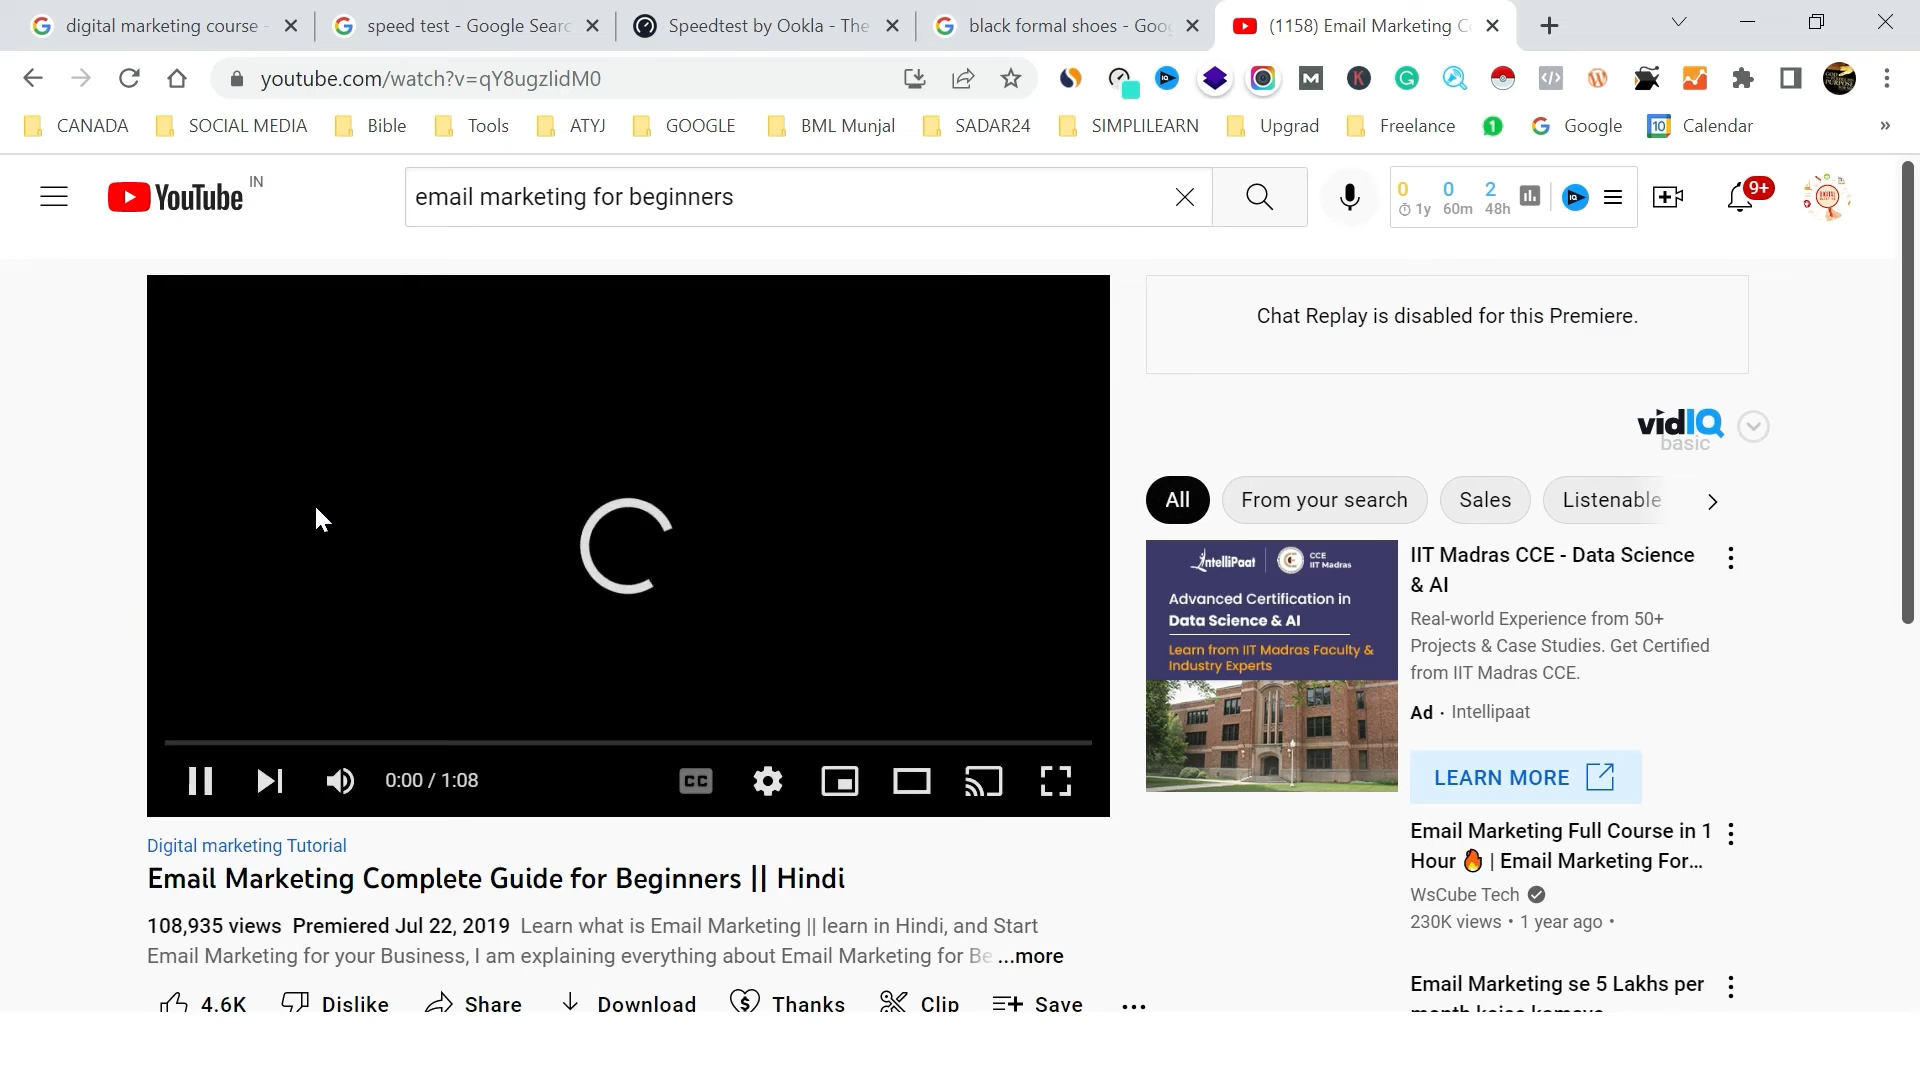 digital marketing course -
speed test - Google Searc
Speedtest by Ookla - The
black formal shoes - Goog
(1158) Email Marketing Co
youtube.com/watch?v=qY8ugzlidM0
CANADA
SOCIAL MEDIA
Bible
Tools
ATYJ
GOOGLE
BML Munjal
SADAR24
SIMPLILEARN
Upgrad
Freelance
1
Google
10
Calendar
»
YouTube IN
email marketing for beginners
0 0 2
1y 60m 48h
9+
Chat Replay is disabled for this Premiere.
vidIQ
basic
All
From your search
Sales
Listenable
IntelliPaat
CCE
IIT Madras
Advanced Certification in
Data Science & AI
Learn from IIT Madras Faculty &
Industry Experts
IIT Madras CCE - Data Science
& AI
Real-world Experience from 50+
Projects & Case Studies. Get Certified
from IIT Madras CCE.
Ad · Intellipaat
LEARN MORE
0:00 / 1:08
CC
Digital marketing Tutorial
Email Marketing Complete Guide for Beginners || Hindi
108,935 views Premiered Jul 22, 2019 Learn what is Email Marketing || learn in Hindi, and Start
Email Marketing for your Business, I am explaining everything about Email Marketing for Be ...more
4.6K
Dislike
Share
Download
Thanks
Clip
Save
Email Marketing Full Course in 1
Hour 🔥 | Email Marketing For...
WsCube Tech
230K views • 1 year ago •
Email Marketing se 5 Lakhs per